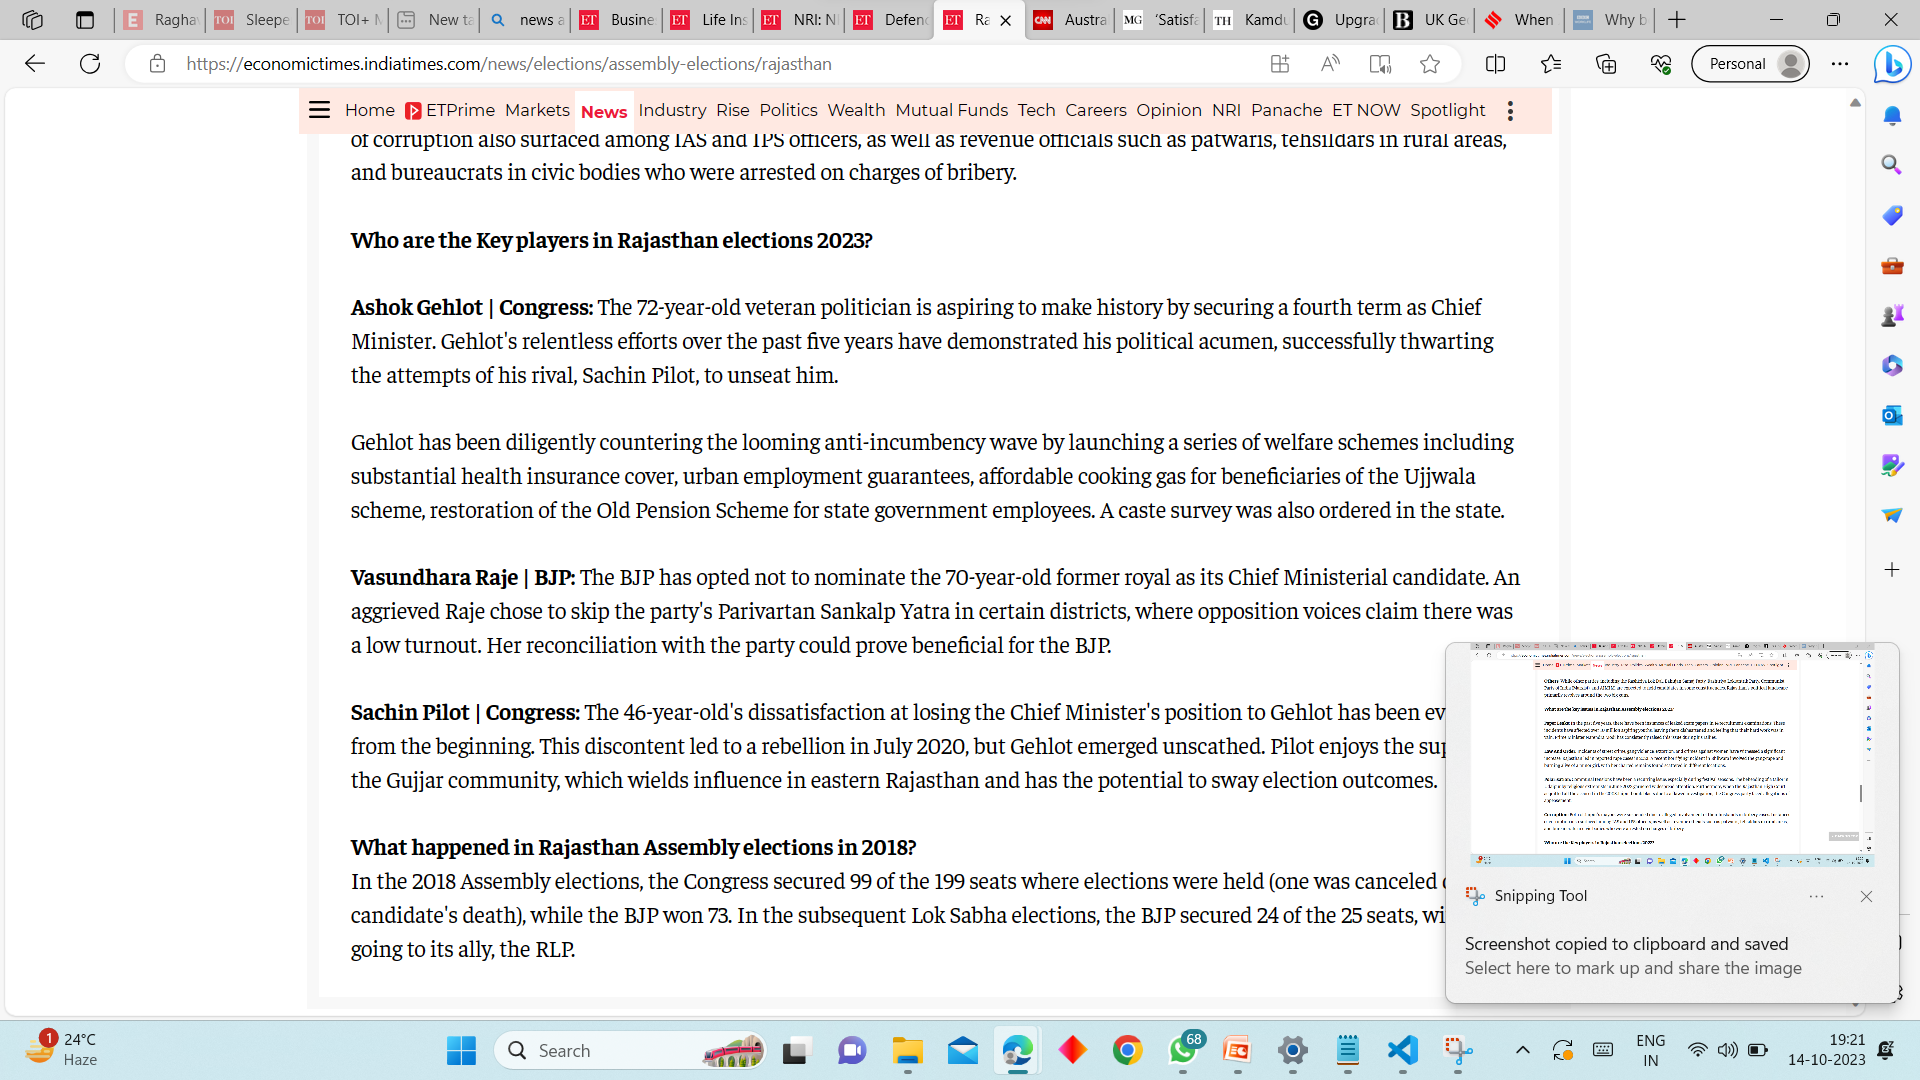 Ragha
Sleepe
TOI+ M
New ta
news a
Busine
Life Ins
NRI: N
Defend
Ra
Austra
'Satisfa
Kamdu
Upgra
UK Ge
When
Why b
https://economictimes.indiatimes.com/news/elections/assembly-elections/rajasthan
Personal
Home ETPrime Markets News Industry Rise Politics Wealth Mutual Funds Tech Careers Opinion NRI Panache ET NOW Spotlight
of corruption also surfaced among IAS and IPS officers, as well as revenue officials such as patwaris, tehsildars in rural areas,
and bureaucrats in civic bodies who were arrested on charges of bribery.
Who are the Key players in Rajasthan elections 2023?
Ashok Gehlot | Congress: The 72-year-old veteran politician is aspiring to make history by securing a fourth term as Chief
Minister. Gehlot's relentless efforts over the past five years have demonstrated his political acumen, successfully thwarting
the attempts of his rival, Sachin Pilot, to unseat him.
Gehlot has been diligently countering the looming anti-incumbency wave by launching a series of welfare schemes including
substantial health insurance cover, urban employment guarantees, affordable cooking gas for beneficiaries of the Ujjwala
scheme, restoration of the Old Pension Scheme for state government employees. A caste survey was also ordered in the state.
Vasundhara Raje | BJP: The BJP has opted not to nominate the 70-year-old former royal as its Chief Ministerial candidate. An
aggrieved Raje chose to skip the party's Parivartan Sankalp Yatra in certain districts, where opposition voices claim there was
a low turnout. Her reconciliation with the party could prove beneficial for the BJP.
Sachin Pilot | Congress: The 46-year-old's dissatisfaction at losing the Chief Minister's position to Gehlot has been ev
from the beginning. This discontent led to a rebellion in July 2020, but Gehlot emerged unscathed. Pilot enjoys the sup
the Gujjar community, which wields influence in eastern Rajasthan and has the potential to sway election outcomes.
What happened in Rajasthan Assembly elections in 2018?
In the 2018 Assembly elections, the Congress secured 99 of the 199 seats where elections were held (one was canceled
candidate's death), while the BJP won 73. In the subsequent Lok Sabha elections, the BJP secured 24 of the 25 seats, wi
going to its ally, the RLP.
Snipping Tool
Screenshot copied to clipboard and saved
Select here to mark up and share the image
1
24°C
Haze
Search
68
ENG
IN
19:21
14-10-2023